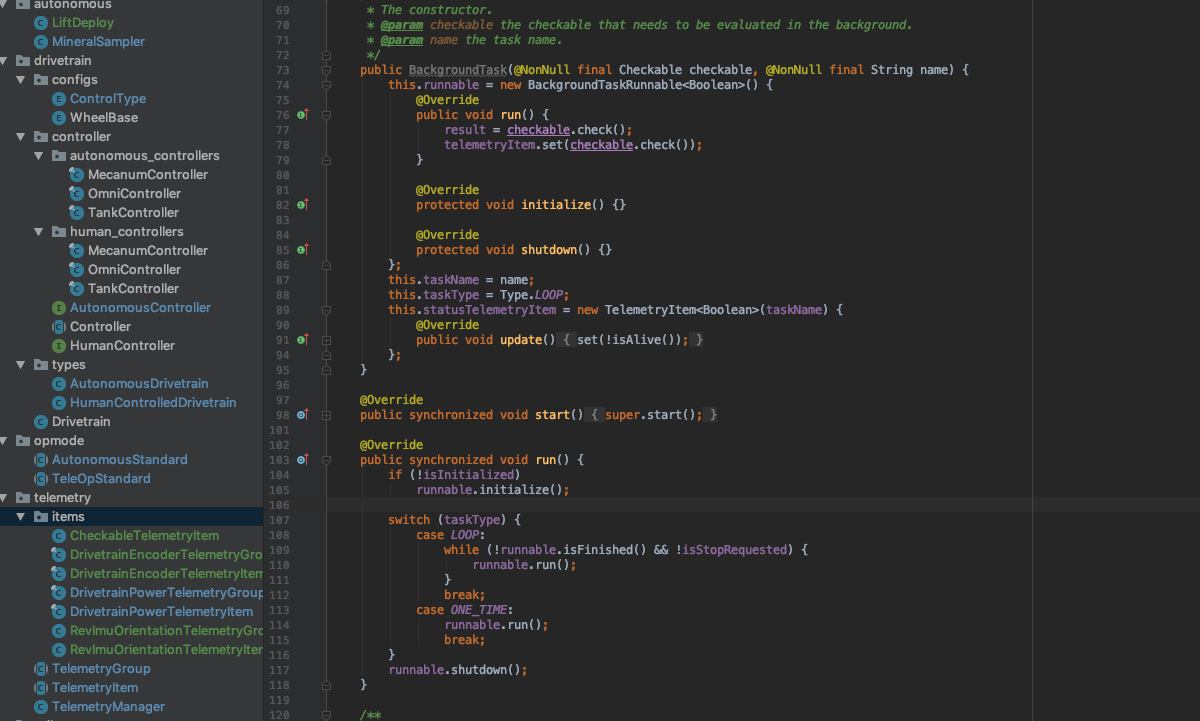 autonomous
LiftDeploy
MineralSampler
drivetrain
configs
ControlType
WheelBase
controller
autonomous_controllers
MecanumController
OmniController
TankController
human_controllers
MecanumController
OmniController
TankController
AutonomousController
Controller
HumanController
types
AutonomousDrivetrain
HumanControlledDrivetrain
Drivetrain
opmode
AutonomousStandard
TeleOpStandard
telemetry
items
CheckableTelemetryItem
DrivetrainEncoderTelemetryGro
DrivetrainEncoderTelemetryItem
DrivetrainPowerTelemetryGroup
DrivetrainPowerTelemetryItem
RevImuOrientationTelemetryGro
RevImuOrientationTelemetryIter
TelemetryGroup
TelemetryItem
TelemetryManager
69 * The constructor.
70 * @param checkable the checkable that needs to be evaluated in the background.
71 * @param name the task name.
72 */
73 public BackgroundTask(@NonNull final Checkable checkable, @NonNull final String name) {
74 this.runnable = new BackgroundTaskRunnable<Boolean>() {
75 @Override
76 public void run() {
77 result = checkable.check();
78 telemetryItem.set(checkable.check());
79 }
80
81 @Override
82 protected void initialize() {}
83
84 @Override
85 protected void shutdown() {}
86 };
87 this.taskName = name;
88 this.taskType = Type.LOOP;
89 this.statusTelemetryItem = new TelemetryItem<Boolean>(taskName) {
90 @Override
91 public void update() { set(!isAlive()); }
94 };
95 }
96
97 @Override
98 public synchronized void start() { super.start(); }
101
102 @Override
103 public synchronized void run() {
104 if (!isInitialized)
105 runnable.initialize();
106
107 switch (taskType) {
108 case LOOP:
109 while (!runnable.isFinished() && !isStopRequested) {
110 runnable.run();
111 }
112 break;
113 case ONE_TIME:
114 runnable.run();
115 break;
116 }
117 runnable.shutdown();
118 }
119
120 /**